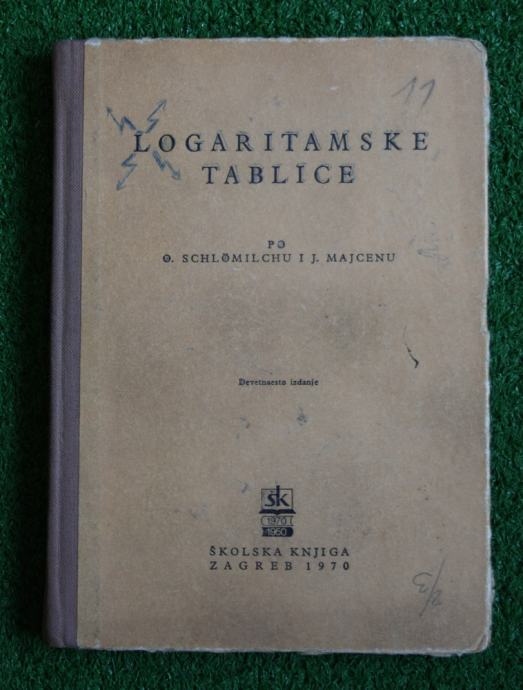 11
LOGARITAMSKE
TABLICE
PO
O. SCHLÖMILCHU I J. MAJCENU
Devetnaesto izdanje
šk
1970
1950
ŠKOLSKA KNJIGA
ZAGREB 1970